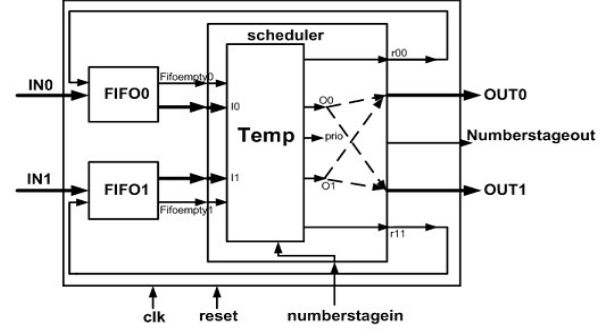 scheduler
r00
IN0
FIFO0
Fifoempty0
I0
O0
OUT0
Temp
prio
Numberstageout
IN1
FIFO1
I1
O1
OUT1
Fifoempty1
r11
clk
reset
numberstagein